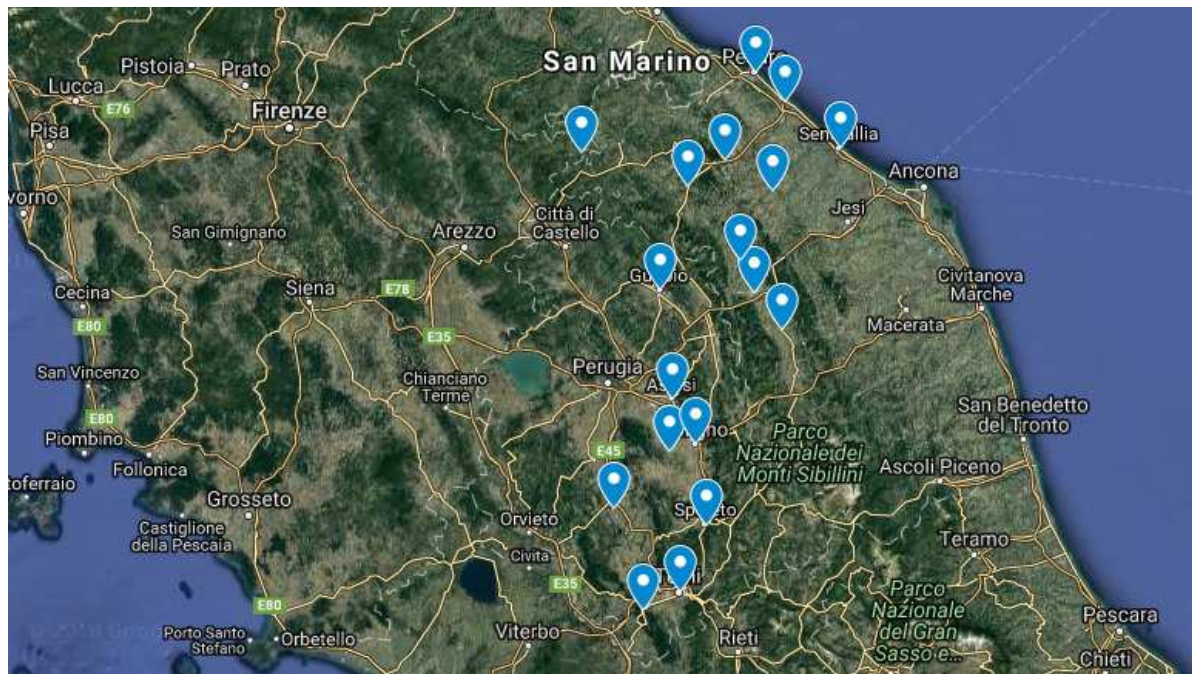 San Marino
Pistoia
Prato
Lucca
E76
Firenze
Pisa
Ancona
vorno
Jesi
San Gimignano
Arezzo
Città di
Castello
Siena
E78
Civitanova
Marche
Cecina
E80
Macerata
E35
San Vincenzo
Perugia
Chianciano
Terme
E80
San Benedetto
del Tronto
Piombino
Parco
Nazionale dei
Monti Sibillini
E45
Follonica
Ascoli Piceno
toferraio
Grosseto
Orvieto
Castiglione
della Pescaia
Civita
Teramo
E35
Parco
Nazionale
del Gran
Sasso e...
E80
Pescara
Porto Santo
Stefano
Orbetello
Viterbo
Rieti
Chieti